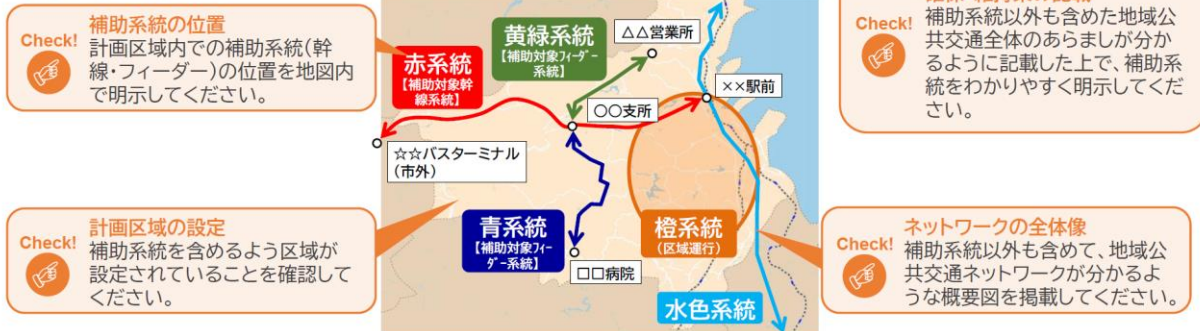 Check!
補助系統の位置
計画区域内での補助系統(幹
線・フィーダー)の位置を地図内
で明示してください。
黄緑系統
【補助対象フィーダー
系統】
△△営業所
赤系統
【補助対象幹
線系統】
××駅前
○○支所
☆☆バスターミナル
(市外)
Check!
補助系統以外も含めた地域公
共交通全体のあらましが分か
るように記載した上で、補助系
統をわかりやすく明示してくだ
さい。
Check!
計画区域の設定
補助系統を含めるよう区域が
設定されていることを確認して
ください。
青系統
【補助対象フィー
ダー系統】
□□病院
橙系統
(区域運行)
水色系統
Check!
ネットワークの全体像
補助系統以外も含めて、地域公
共交通ネットワークが分かるよ
うな概要図を掲載してください。